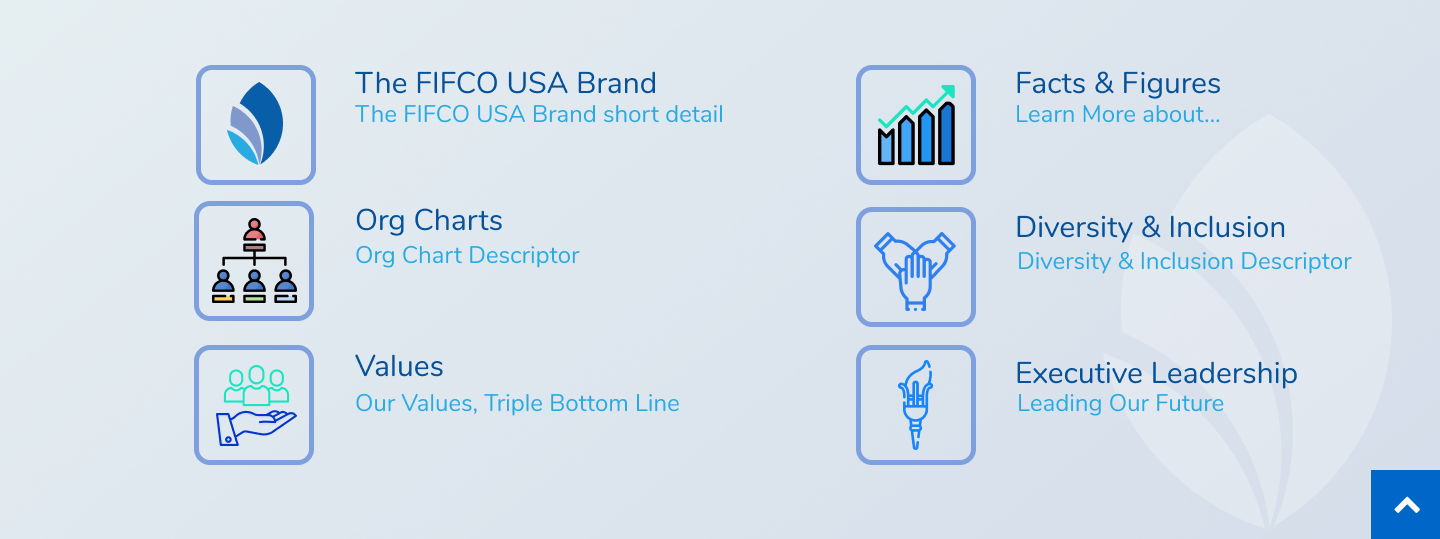 The FIFCO USA Brand
The FIFCO USA Brand short detail
Facts & Figures
Learn More about...
Org Charts
Org Chart Descriptor
Diversity & Inclusion
Diversity & Inclusion Descriptor
Values
Our Values, Triple Bottom Line
Executive Leadership
Leading Our Future